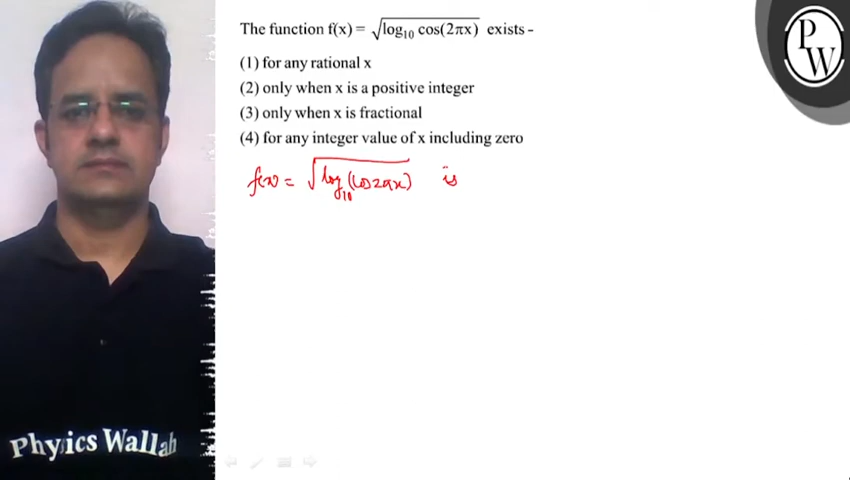 The function f(x) = √log₁₀ cos(2πx) exists -
(1) for any rational x
(2) only when x is a positive integer
(3) only when x is fractional
(4) for any integer value of x including zero
f(x) = √log₁₀(cos2πx) is
P
W
Physics Wallah